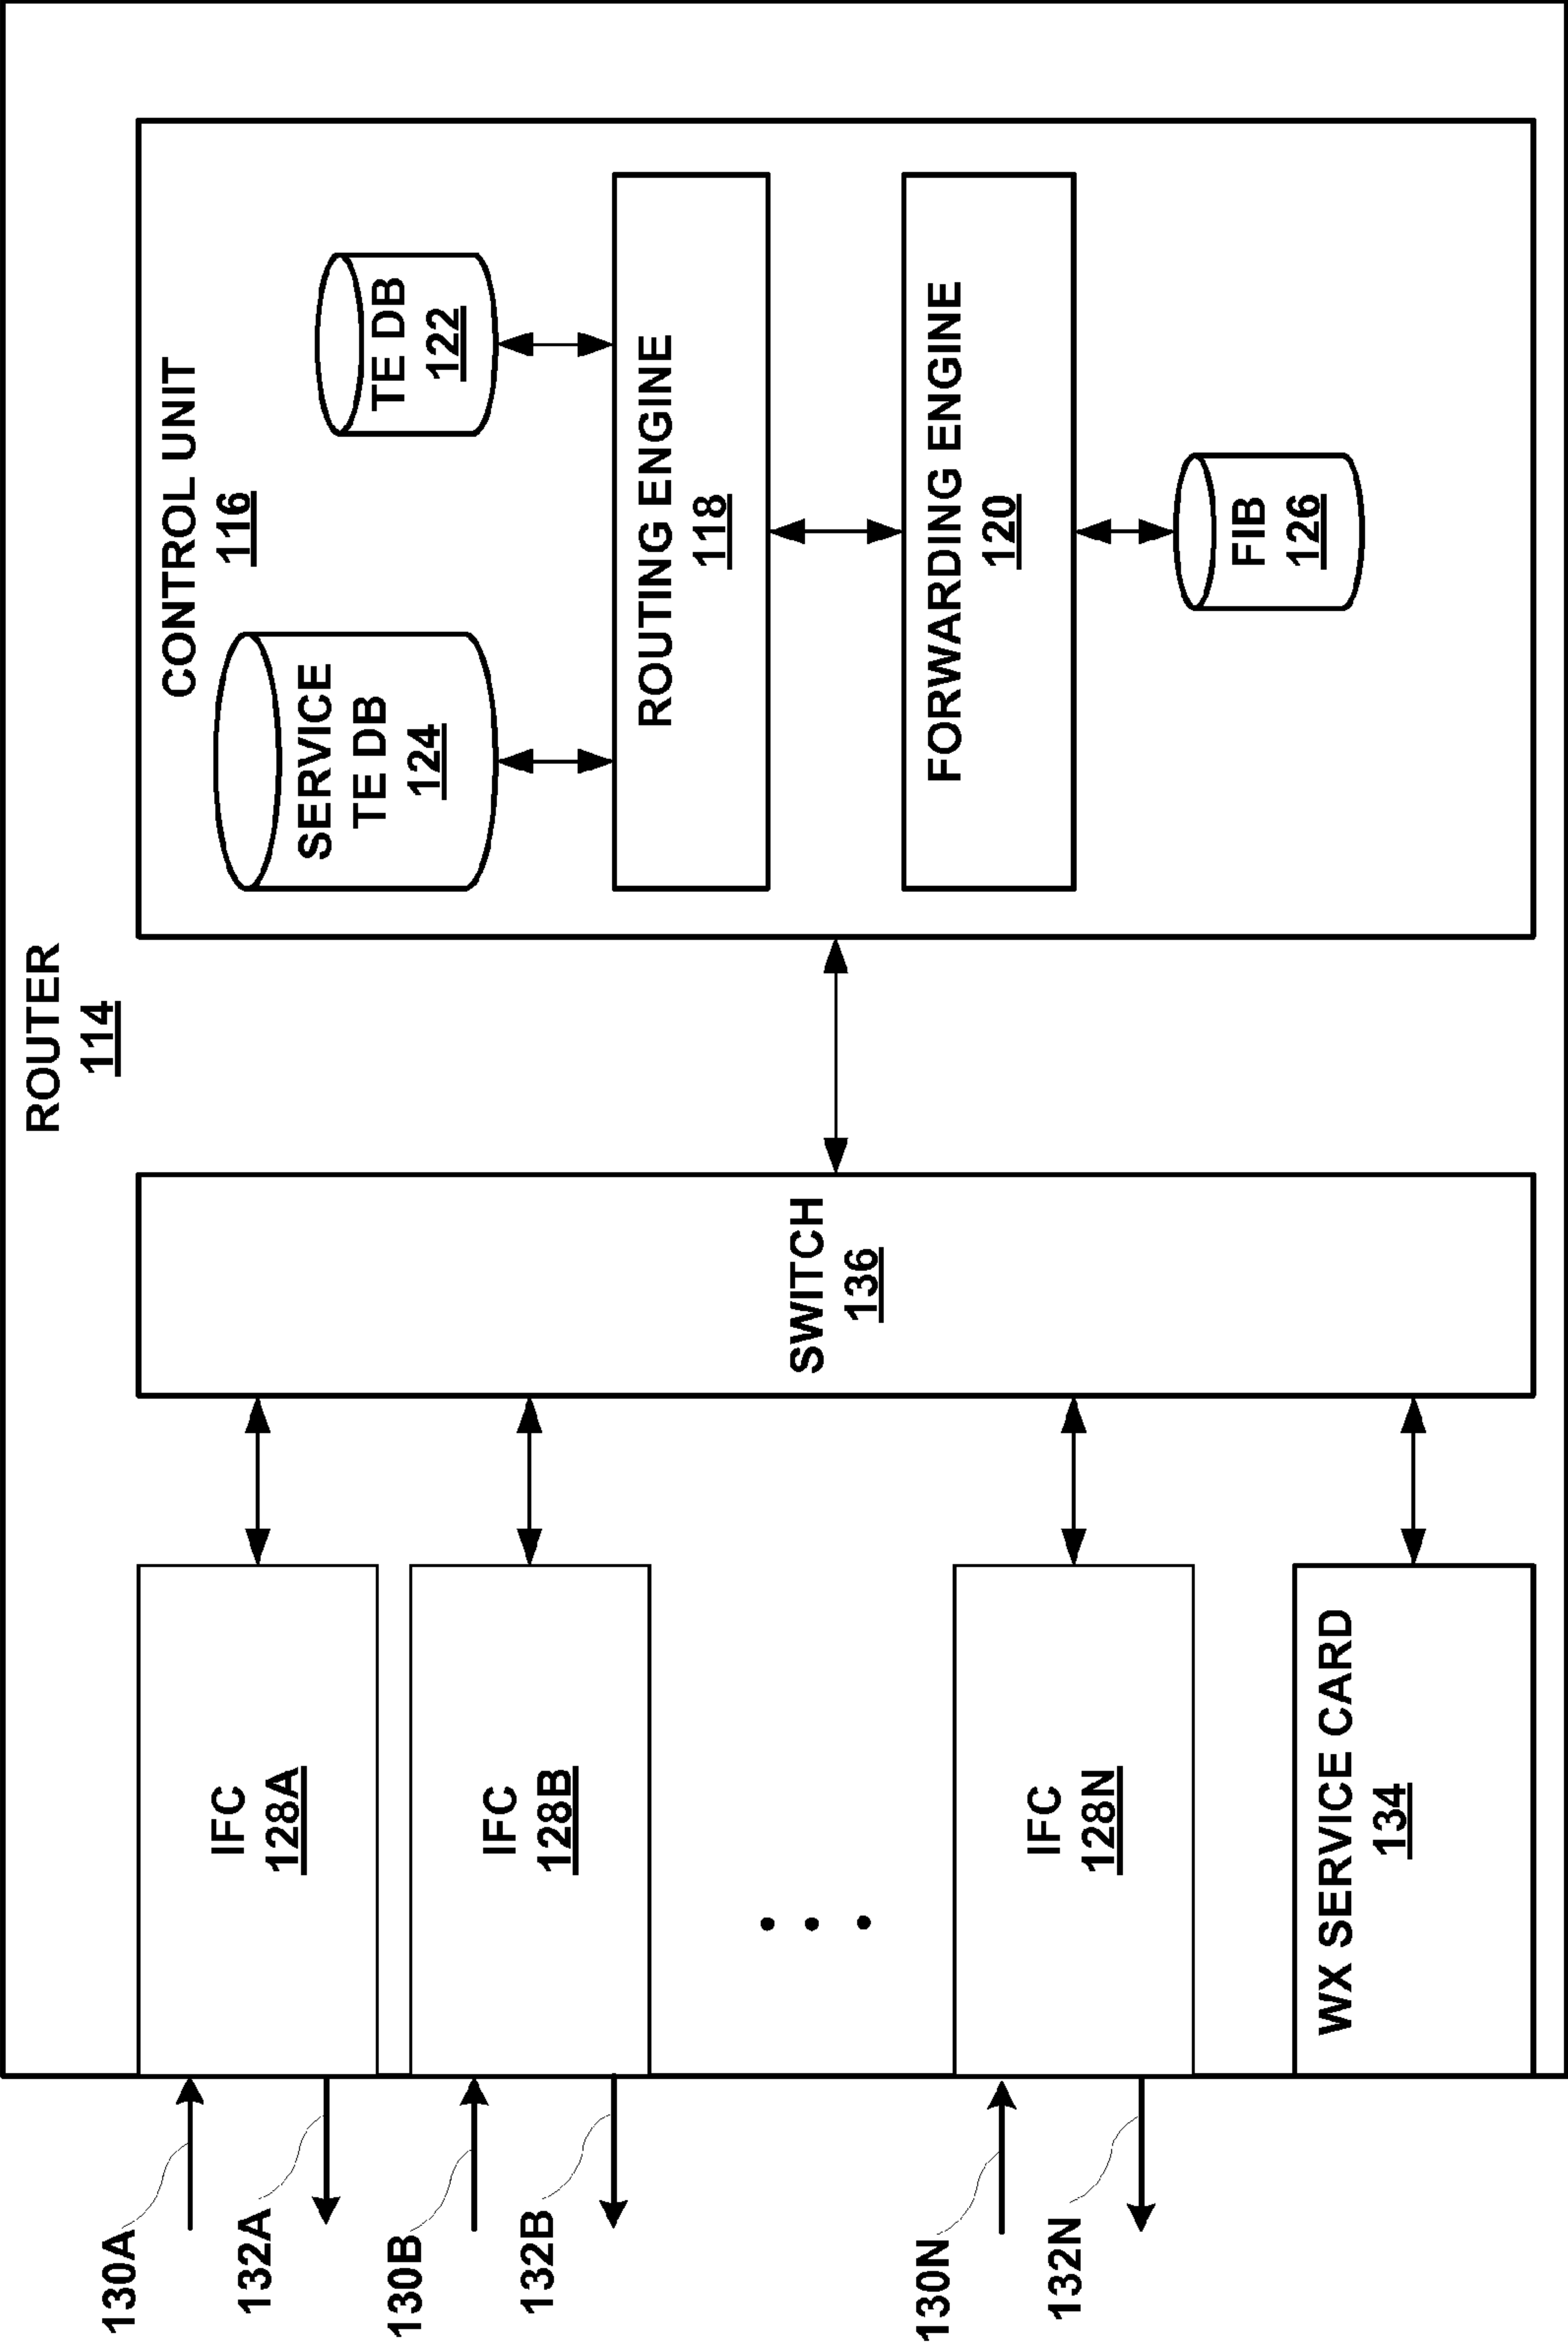 ROUTER
114
CONTROL UNIT
116
SERVICE
TE DB
124
TE DB
122
ROUTING ENGINE
118
FORWARDING ENGINE
120
FIB
126
SWITCH
136
IFC
128A
IFC
128B
IFC
128N
WX SERVICE CARD
134
130A
132A
130B
132B
130N
132N